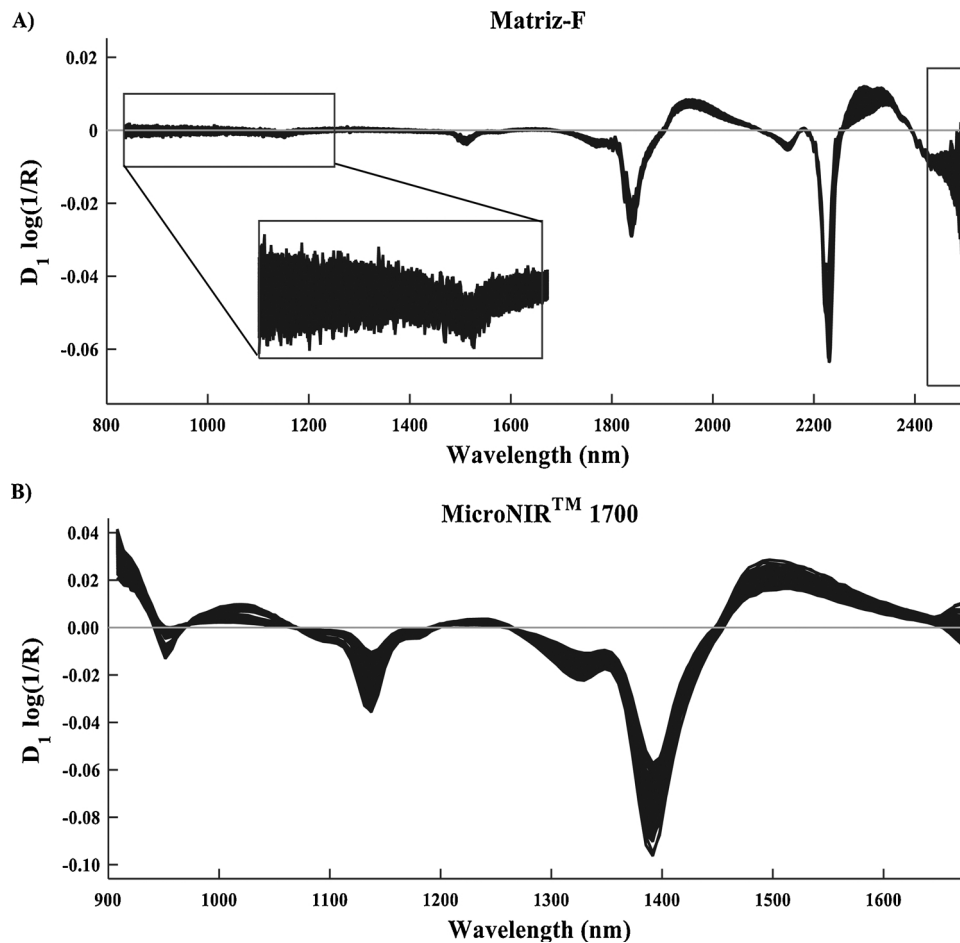 A)
Matriz-F
D1 log(1/R)
0.02
0
-0.02
-0.04
-0.06
800 1000 1200 1400 1600 1800 2000 2200 2400
Wavelength (nm)
B)
MicroNIR™ 1700
D1 log(1/R)
0.04
0.02
0.00
-0.02
-0.04
-0.06
-0.08
-0.10
900 1000 1100 1200 1300 1400 1500 1600
Wavelength (nm)